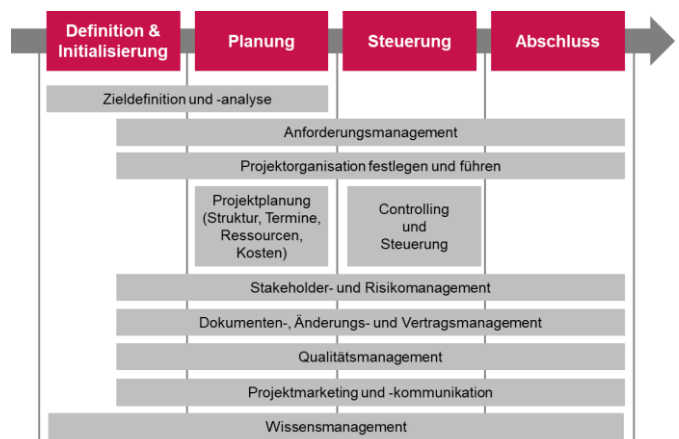 Definition &
Initialisierung
Planung
Steuerung
Abschluss
Zieldefinition und -analyse
Anforderungsmanagement
Projektorganisation festlegen und führen
Projektplanung
(Struktur, Termine,
Ressourcen,
Kosten)
Controlling
und
Steuerung
Stakeholder- und Risikomanagement
Dokumenten-, Änderungs- und Vertragsmanagement
Qualitätsmanagement
Projektmarketing und -kommunikation
Wissensmanagement